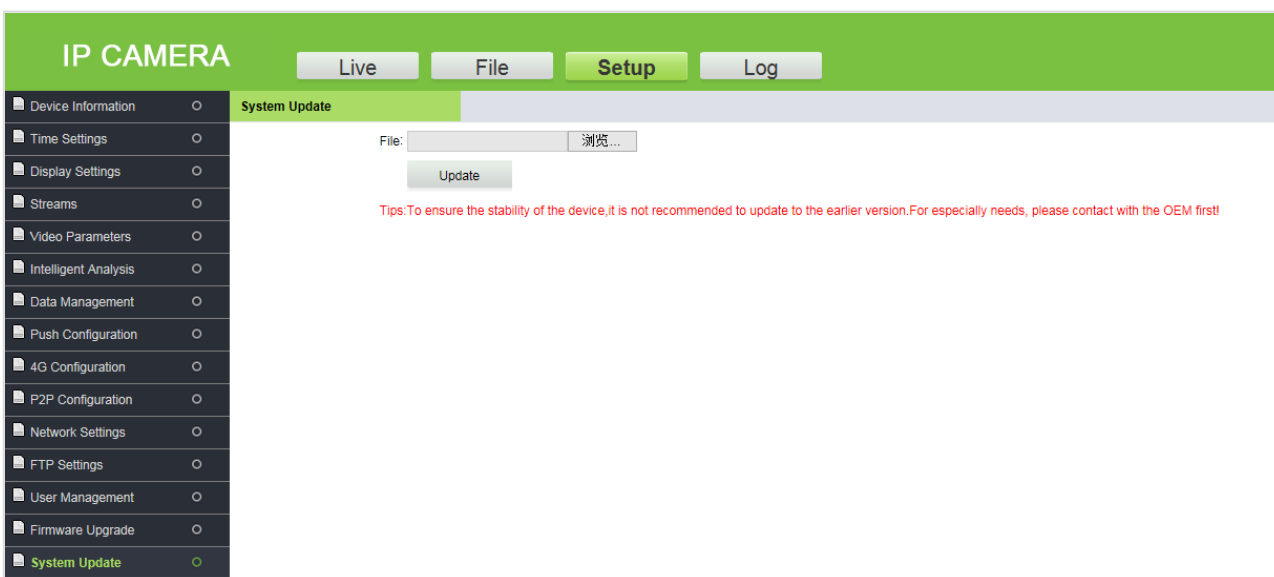 IP CAMERA
Live
File
Setup
Log
Device Information
Time Settings
Display Settings
Streams
Video Parameters
Intelligent Analysis
Data Management
Push Configuration
4G Configuration
P2P Configuration
Network Settings
FTP Settings
User Management
Firmware Upgrade
System Update
System Update
File: 浏览...
Update
Tips:To ensure the stability of the device,it is not recommended to update to the earlier version.For especially needs, please contact with the OEM first!